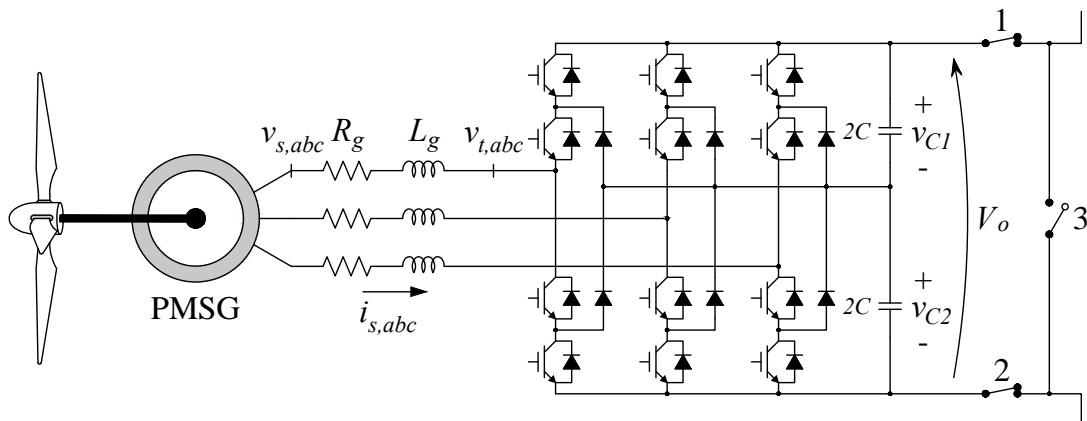 1
v_{s,abc} R_g L_g v_{t,abc}
2C + v_{C1} -
V_o
3
PMSG
i_{s,abc}
2C + v_{C2} -
2